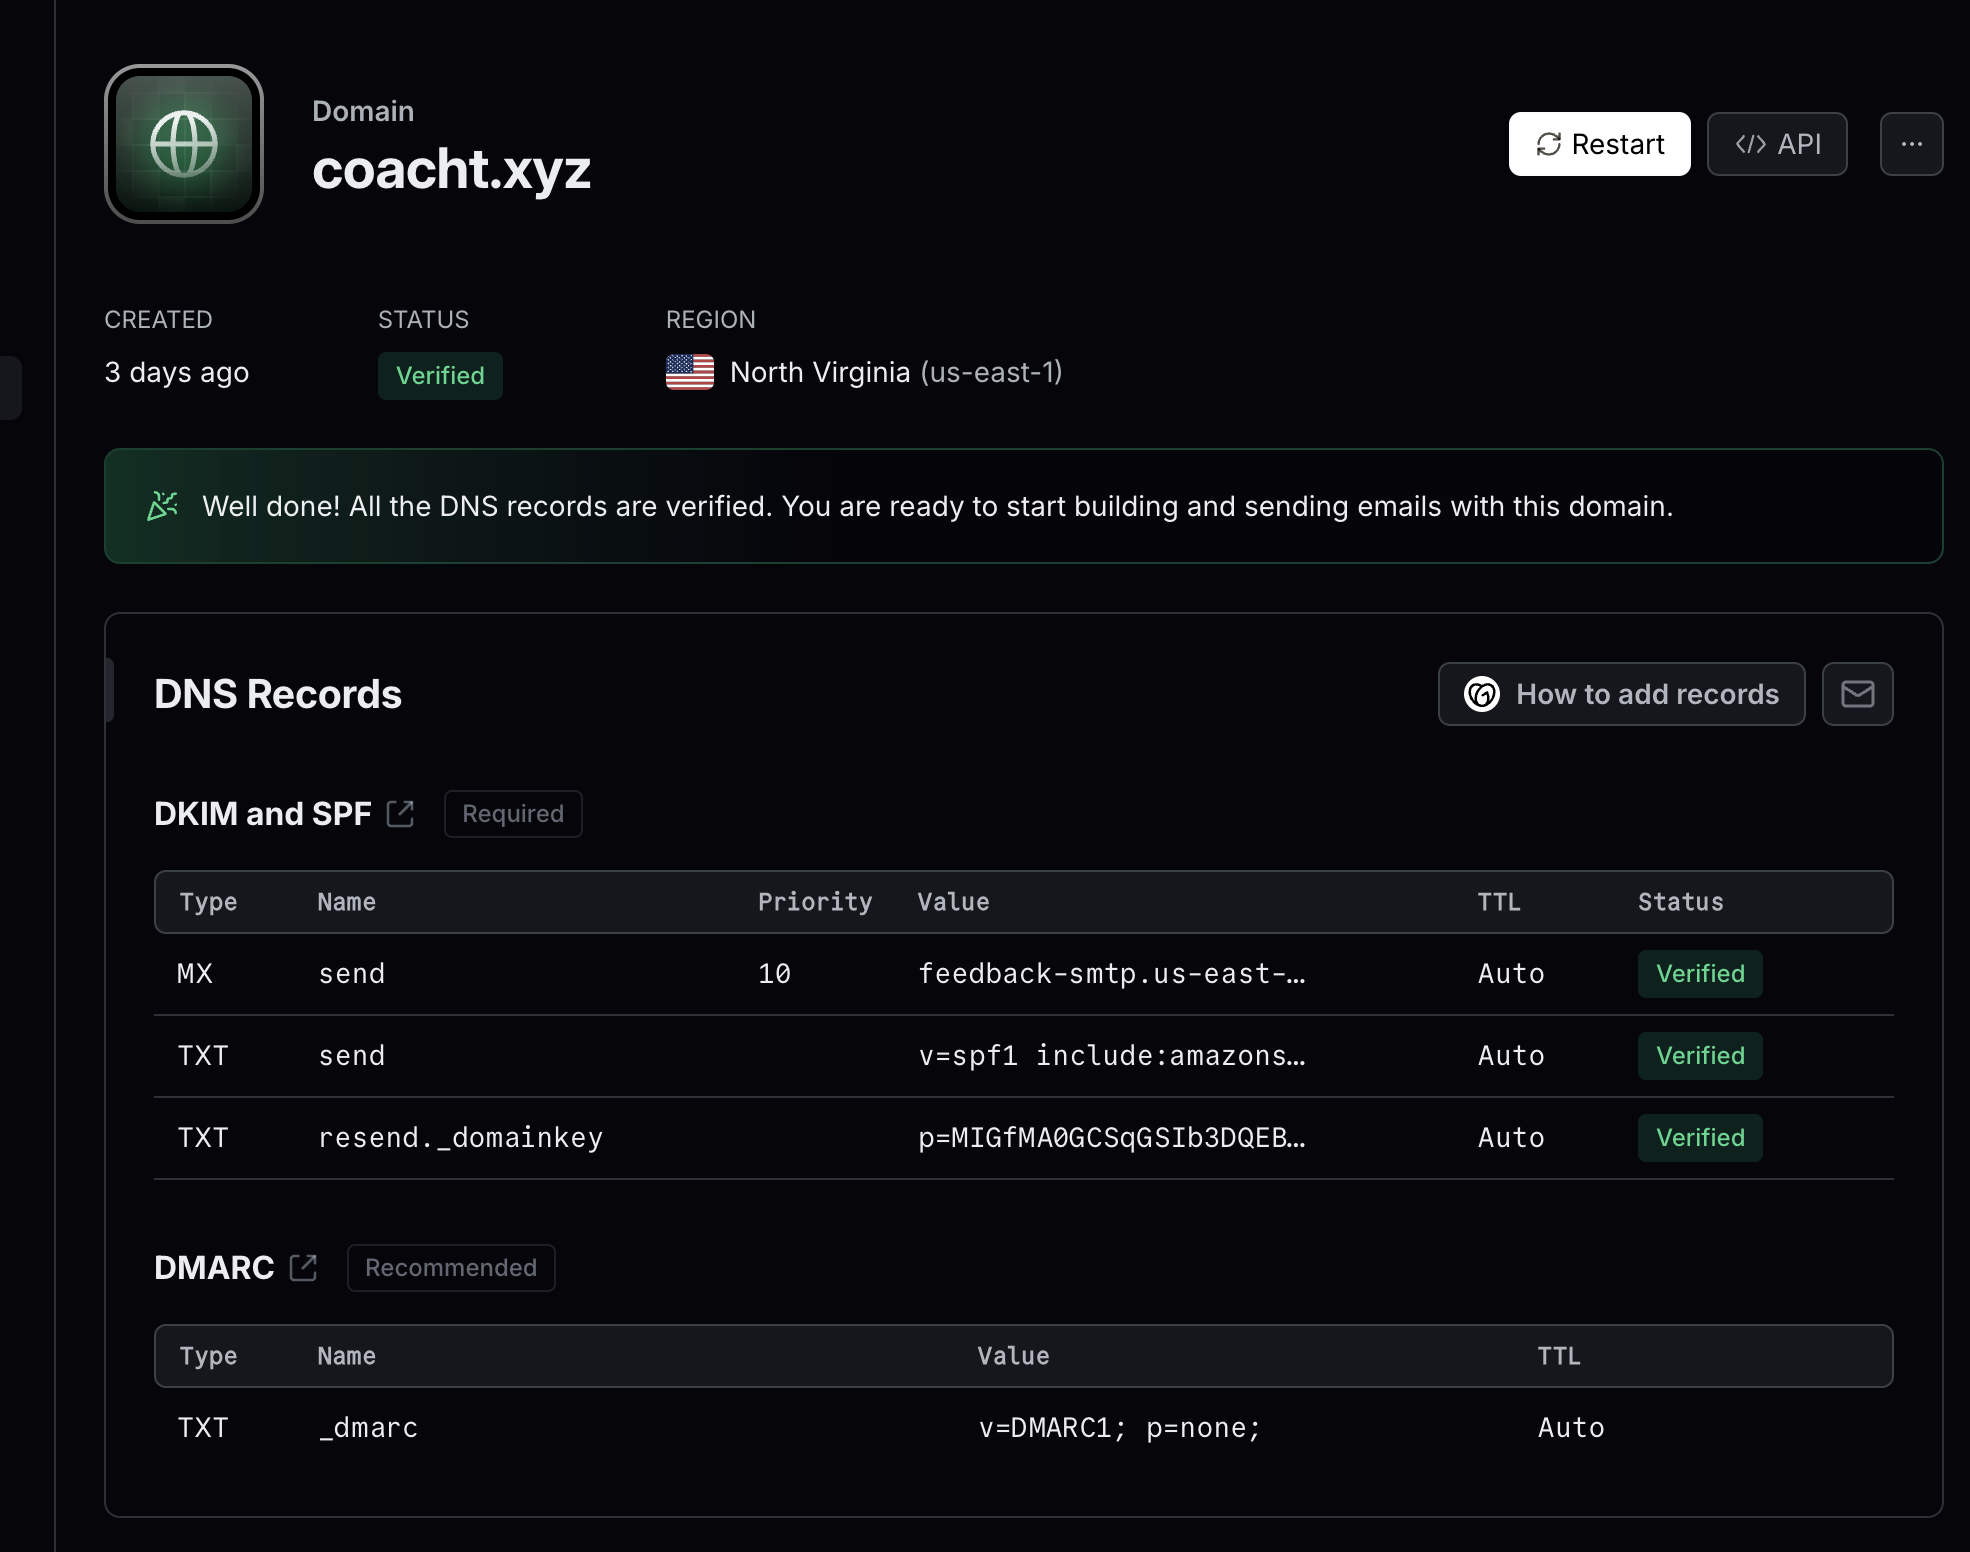 Domain
coacht.xyz
Restart
API
CREATED
STATUS
REGION
3 days ago
Verified
North Virginia (us-east-1)
Well done! All the DNS records are verified. You are ready to start building and sending emails with this domain.
DNS Records
How to add records
DKIM and SPF
Required
Type Name Priority Value TTL Status
MX send 10 feedback-smtp.us-east-… Auto Verified
TXT send v=spf1 include:amazons… Auto Verified
TXT resend._domainkey p=MIGfMA0GCSqGSIb3DQEB… Auto Verified
DMARC
Recommended
Type Name Value TTL
TXT _dmarc v=DMARC1; p=none; Auto